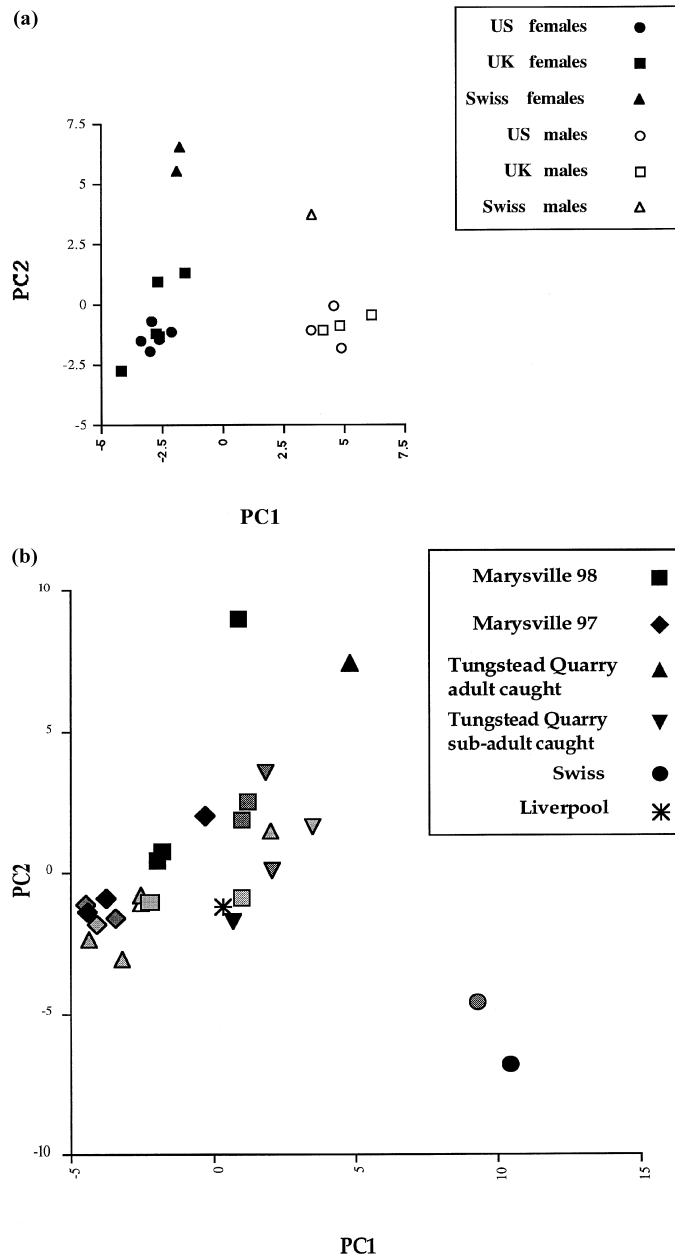 (a)
US females
UK females
Swiss females
US males
UK males
Swiss males
7.5
5
2.5
0
-2.5
-5
PC2
-5
-2.5
0
2.5
5
7.5
PC1
(b)
Marysville 98
Marysville 97
Tungstead Quarry
adult caught
Tungstead Quarry
sub-adult caught
Swiss
Liverpool
10
5
0
-5
-10
PC2
-5
0
5
10
15
PC1